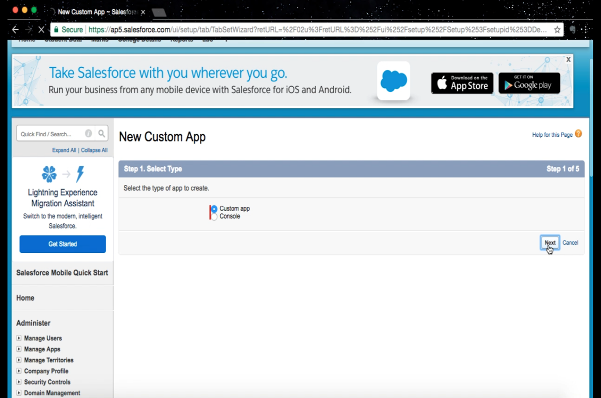 New Custom App ~ Salesforce
Secure https://ap5.salesforce.com/ui/setup/tab/TabSetWizard?retURL=%2F02u%3FretURL%3D%252Fui%252Fsetup%252FSetup%253Fsetupid%253DDe...
Home
Reports
Take Salesforce with you wherever you go.
Run your business from any mobile device with Salesforce for iOS and Android.
Download on the
App Store
GET IT ON
Google play
X
Quick Find / Search...
Expand All | Collapse All
Lightning Experience
Migration Assistant
Switch to the modern, intelligent
Salesforce.
Get Started
Salesforce Mobile Quick Start
Home
Administer
Manage Users
Manage Apps
Manage Territories
Company Profile
Security Controls
Domain Management
New Custom App
Help for this Page
Step 1. Select Type
Step 1 of 5
Select the type of app to create.
Custom app
Console
Next
Cancel